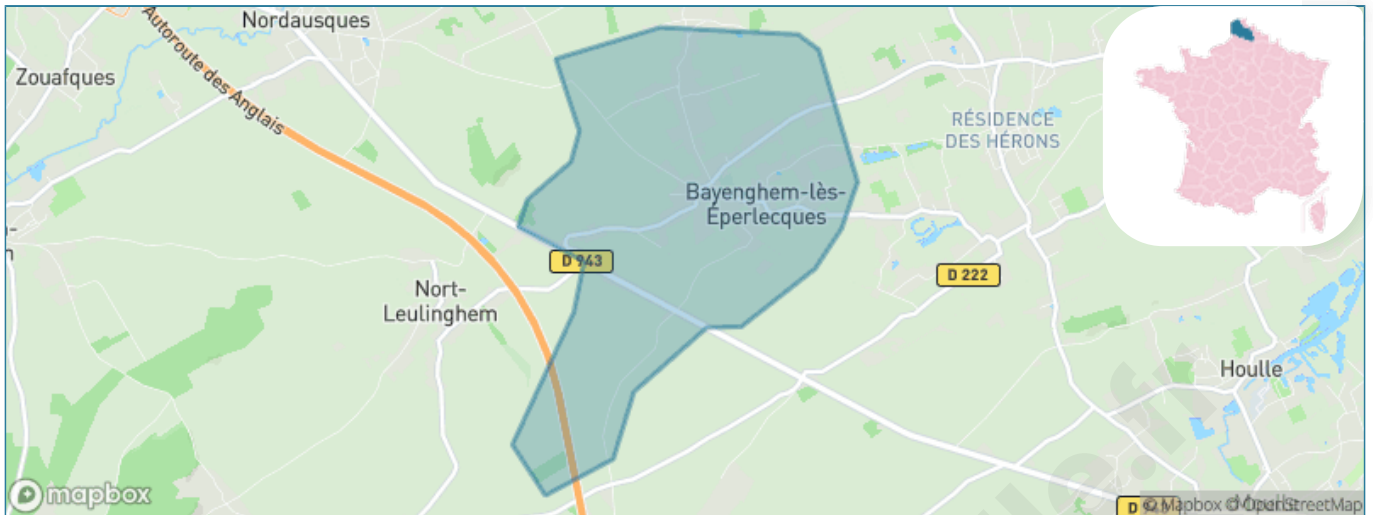 Nordausques
Zouafques
Autoroute des Anglais
RÉSIDENCE
DES HÉRONS
Bayenghem-lès-
Éperlecques
D 943
Nort-
Leulinghem
D 222
Houlle
mapbox
© Mapbox © OpenStreetMap